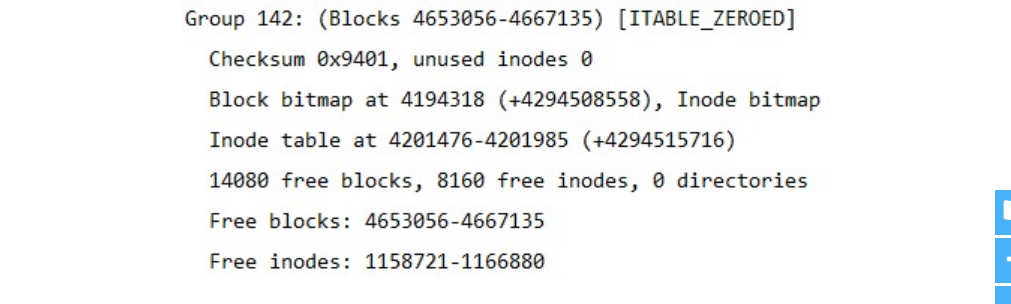 Group 142: (Blocks 4653056-4667135) [ITABLE_ZEROED]
Checksum 0x9401, unused inodes 0
Block bitmap at 4194318 (+4294508558), Inode bitmap
Inode table at 4201476-4201985 (+4294515716)
14080 free blocks, 8160 free inodes, 0 directories
Free blocks: 4653056-4667135
Free inodes: 1158721-1166880